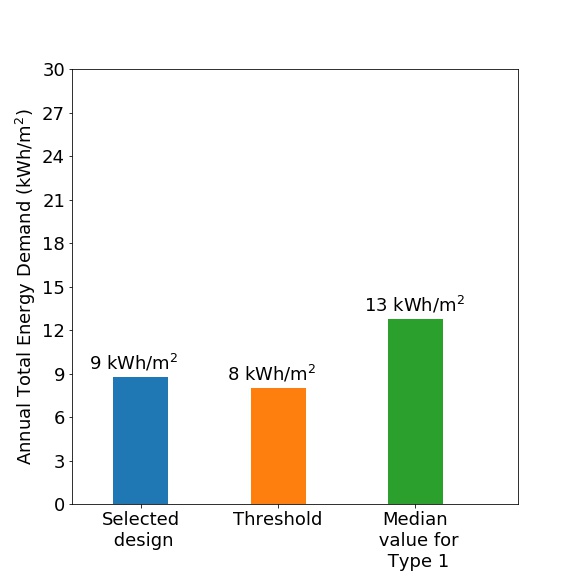 Annual Total Energy Demand (kWh/m²)
30
27
24
21
18
15
12
9
6
3
0
9 kWh/m²
8 kWh/m²
13 kWh/m²
Selected
design
Threshold
Median
value for
Type 1